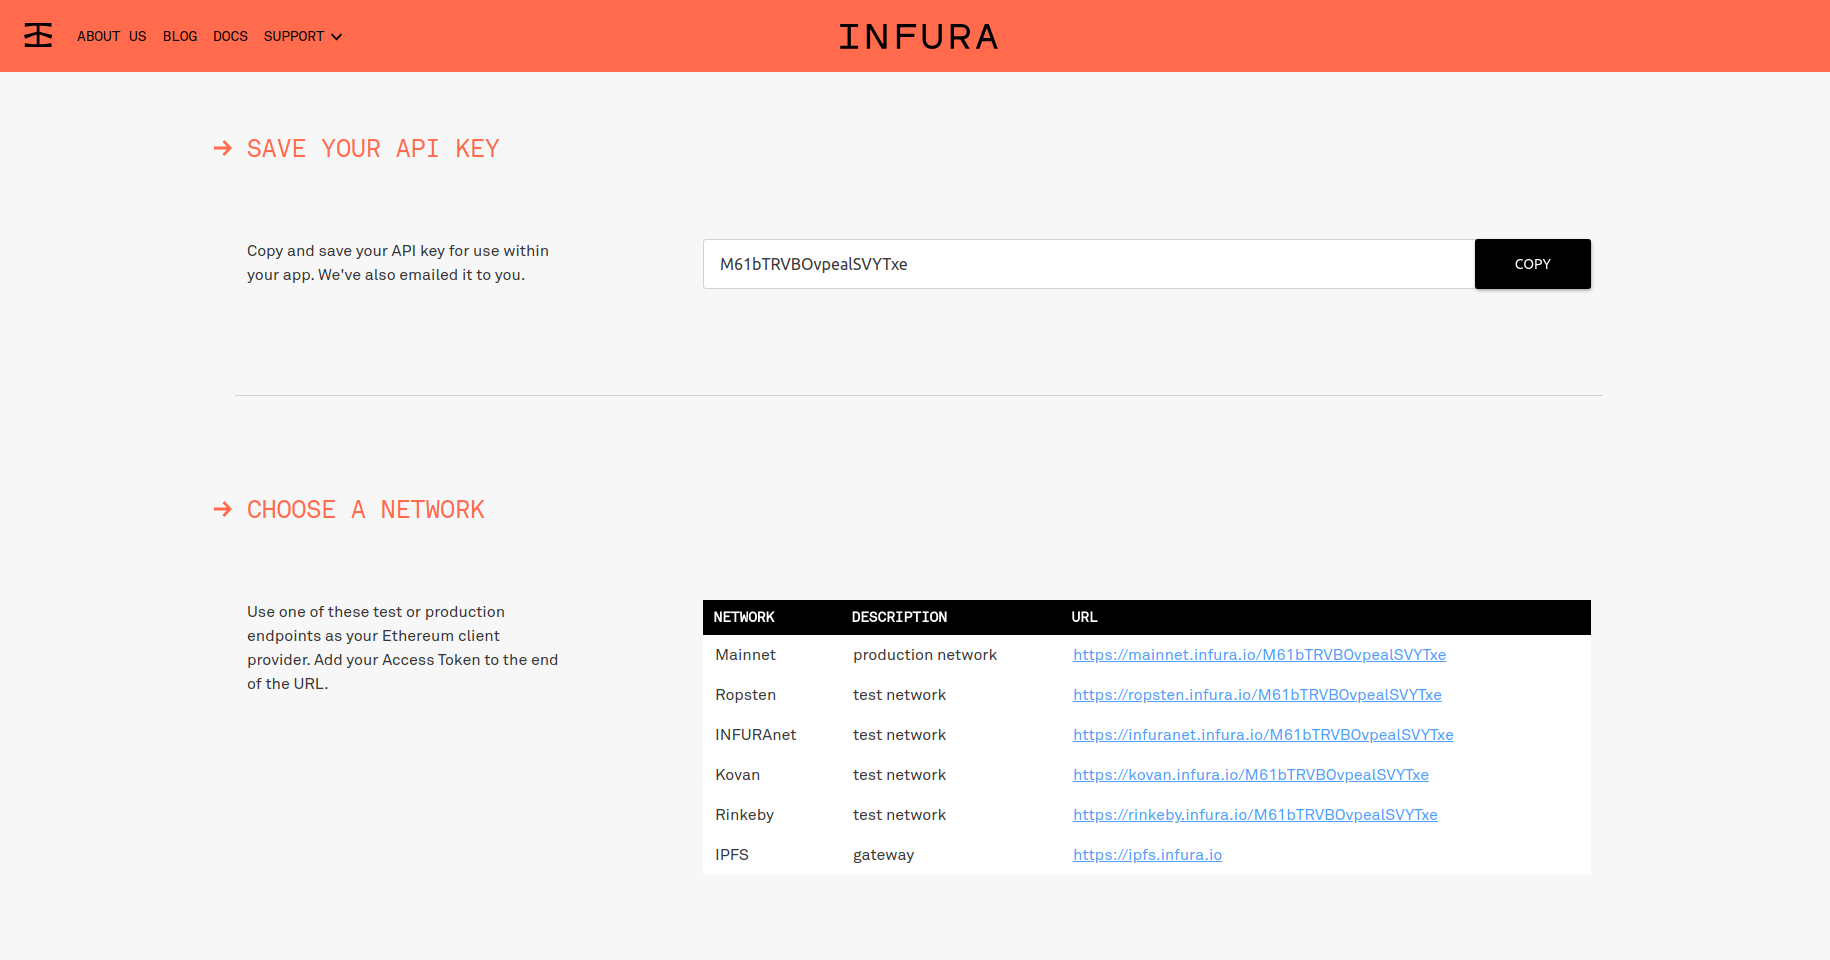 ABOUT US BLOG DOCS SUPPORT INFURA
SAVE YOUR API KEY
Copy and save your API key for use within
your app. We've also emailed it to you.
M61bTRVBOvpealSVYTxe COPY
CHOOSE A NETWORK
Use one of these test or production
endpoints as your Ethereum client
provider. Add your Access Token to the end
of the URL.
NETWORK DESCRIPTION URL
Mainnet production network https://mainnet.infura.io/M61bTRVBOvpealSVYTxe
Ropsten test network https://ropsten.infura.io/M61bTRVBOvpealSVYTxe
INFURAnet test network https://infuranet.infura.io/M61bTRVBOvpealSVYTxe
Kovan test network https://kovan.infura.io/M61bTRVBOvpealSVYTxe
Rinkeby test network https://rinkeby.infura.io/M61bTRVBOvpealSVYTxe
IPFS gateway https://ipfs.infura.io